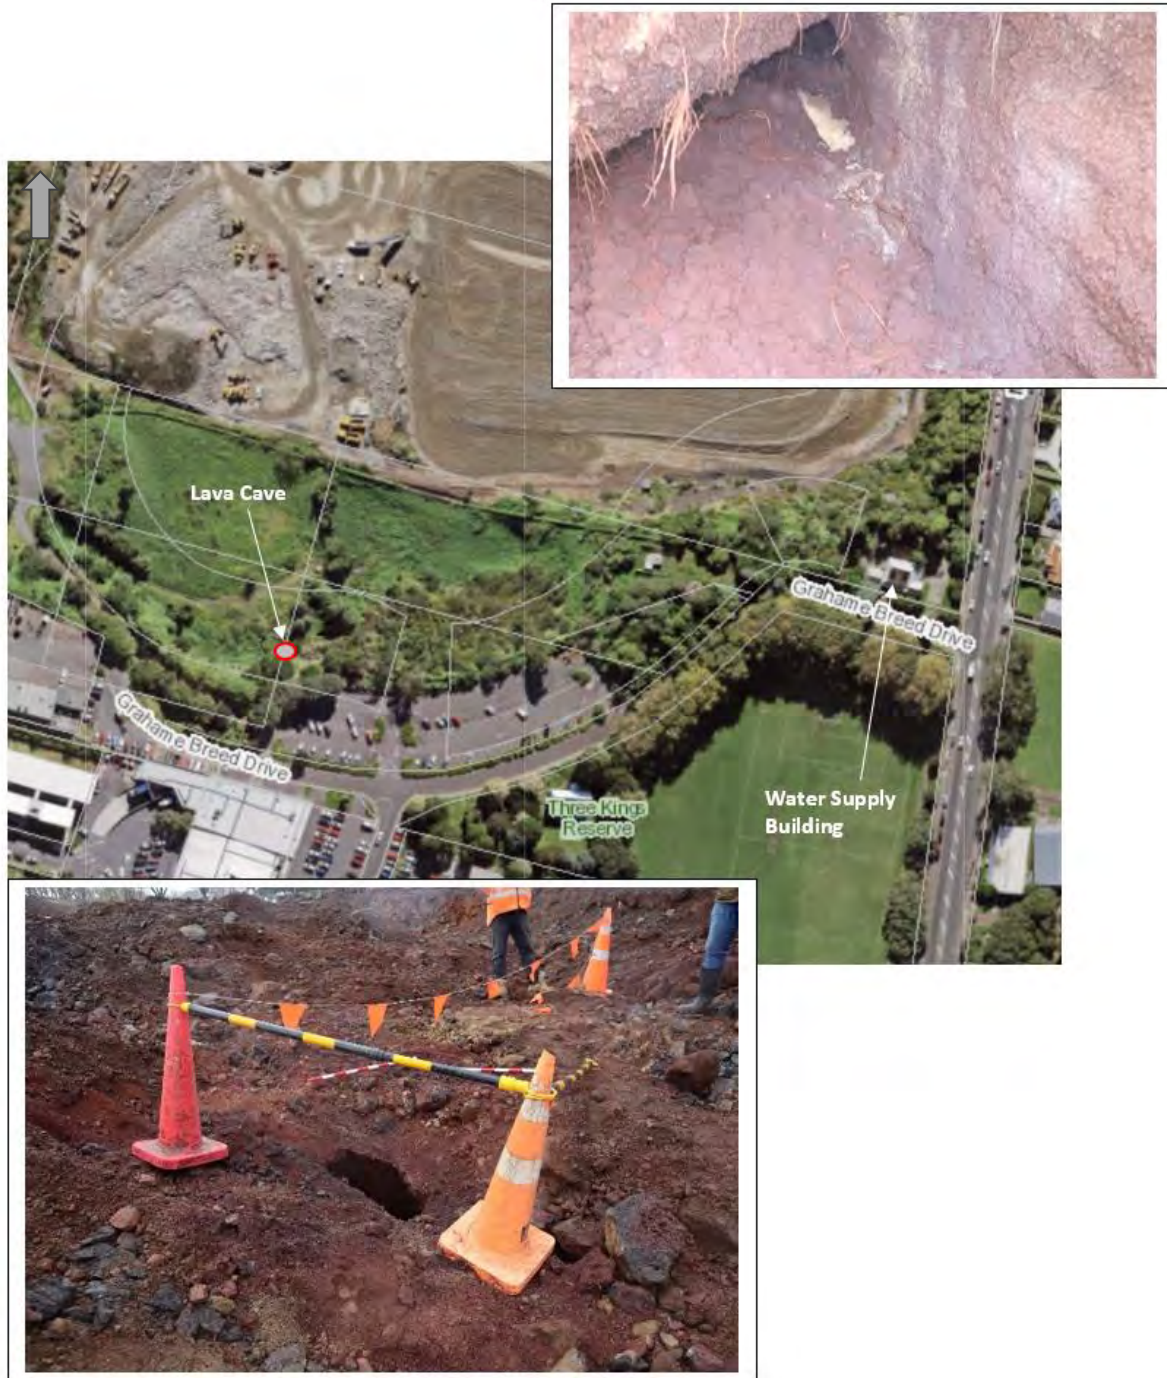 Lava Cave
Grahame Breed Drive
Grahame Breed Drive
Three Kings
Reserve
Water Supply
Building